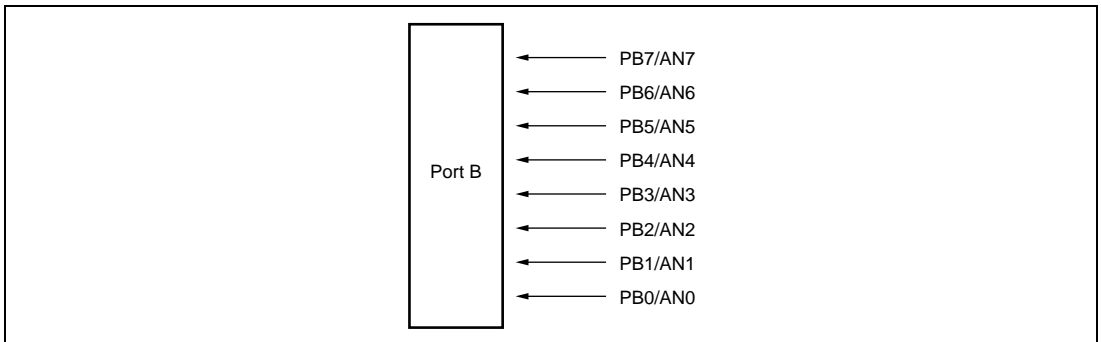 PB7/AN7
PB6/AN6
PB5/AN5
PB4/AN4
Port B
PB3/AN3
PB2/AN2
PB1/AN1
PB0/AN0